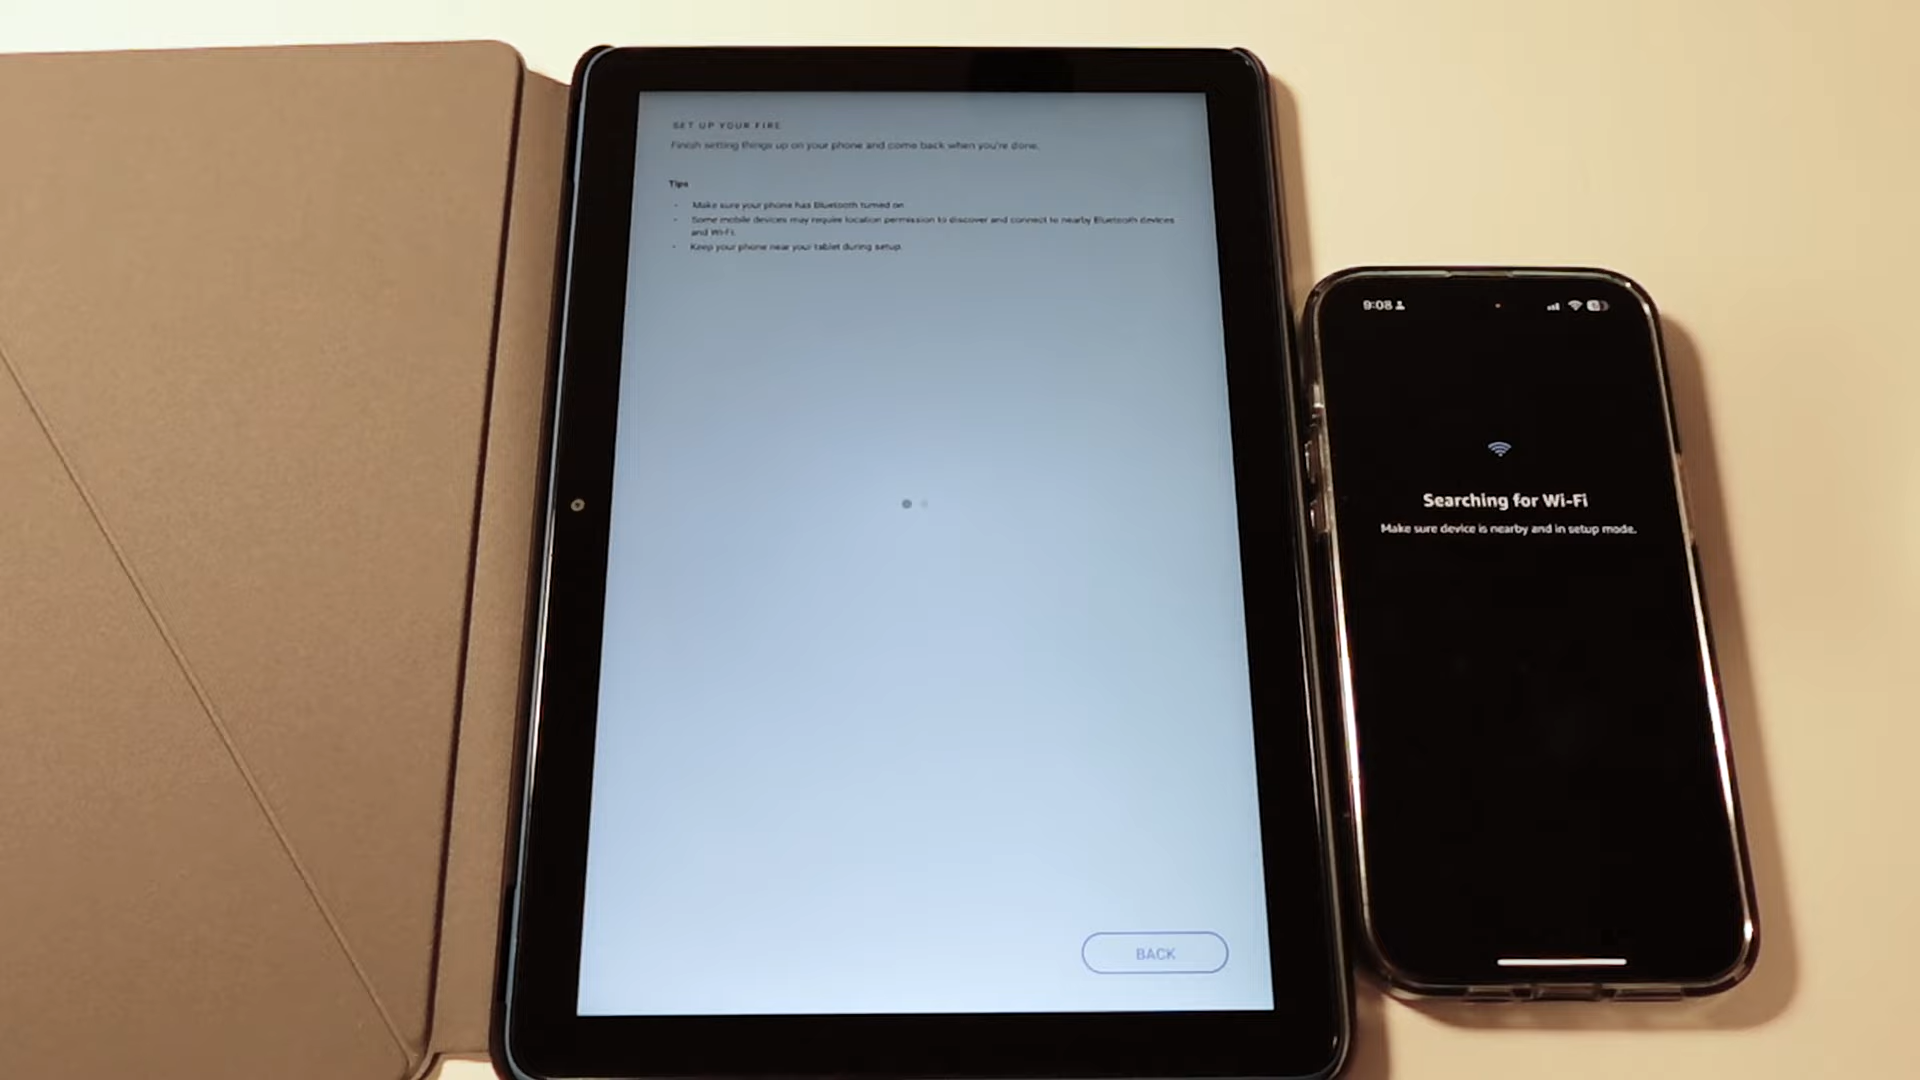 SET UP YOUR FIRE
Finish setting things up on your phone and come back when you're done.
Tips
- Make sure your phone has Bluetooth turned on
- Some mobile devices may require location permission to discover and connect to nearby Bluetooth devices
and Wi-Fi.
- Keep your phone near your tablet during setup.
BACK
9:08
Searching for Wi-Fi
Make sure device is nearby and in setup mode.